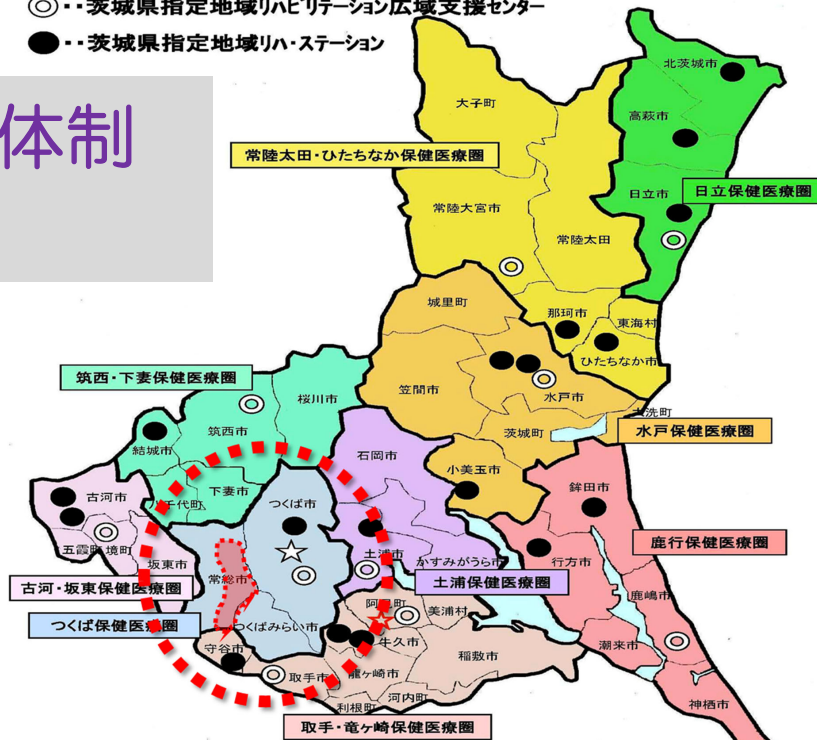 ◎‥茨城県指定地域リハビリテーション広域支援センター
●‥茨城県指定地域リハ・ステーション
体制
北茨城市
大子町
高萩市
常陸太田・ひたちなか保健医療圏
日立市
日立保健医療圏
常陸大宮市
常陸太田
城里町
那珂市
東海村
ひたちなか市
筑西・下妻保健医療圏
桜川市
笠間市
水戸市
大洗町
筑西市
茨城町
水戸保健医療圏
結城市
石岡市
小美玉市
下妻市
鉾田市
古河市
八千代町
つくば市
五霞町
境町
坂東市
土浦市
かすみがうら市
行方市
鹿行保健医療圏
古河・坂東保健医療圏
常総市
土浦保健医療圏
鹿嶋市
阿見町
美浦村
つくば保健医療圏
つくばみらい市
牛久市
守谷市
稲敷市
潮来市
取手市
龍ヶ崎市
河内町
利根町
神栖市
取手・竜ヶ崎保健医療圏